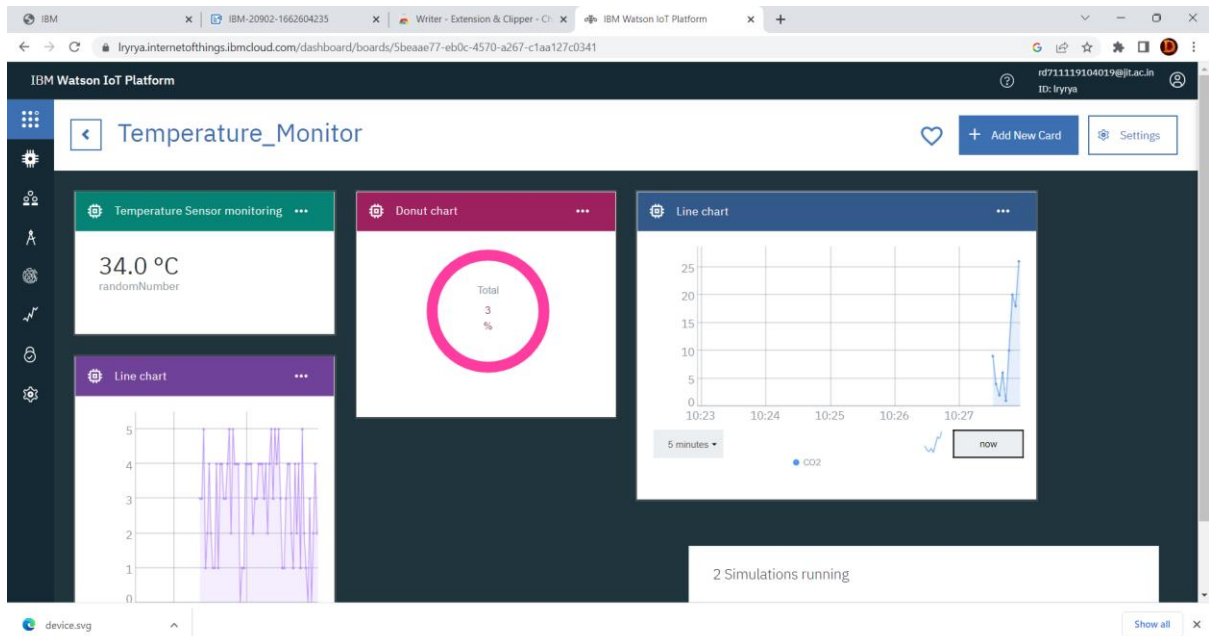 IBM
IBM-20902-1662604235
Writer - Extension & Clipper - Ch
IBM Watson IoT Platform
lryrya.internetofthings.ibmcloud.com/dashboard/boards/5beaae77-eb0c-4570-a267-c1aa127c0341
G
D
IBM Watson IoT Platform
rd711119104019@jit.ac.in
ID: lryrya
Temperature_Monitor
+ Add New Card
Settings
Temperature Sensor monitoring
34.0 °C
randomNumber
Donut chart
Total
3
%
Line chart
25
20
15
10
5
0
10:23 10:24 10:25 10:26 10:27
5 minutes
now
CO2
Line chart
5
4
3
2
1
0
2 Simulations running
device.svg
Show all